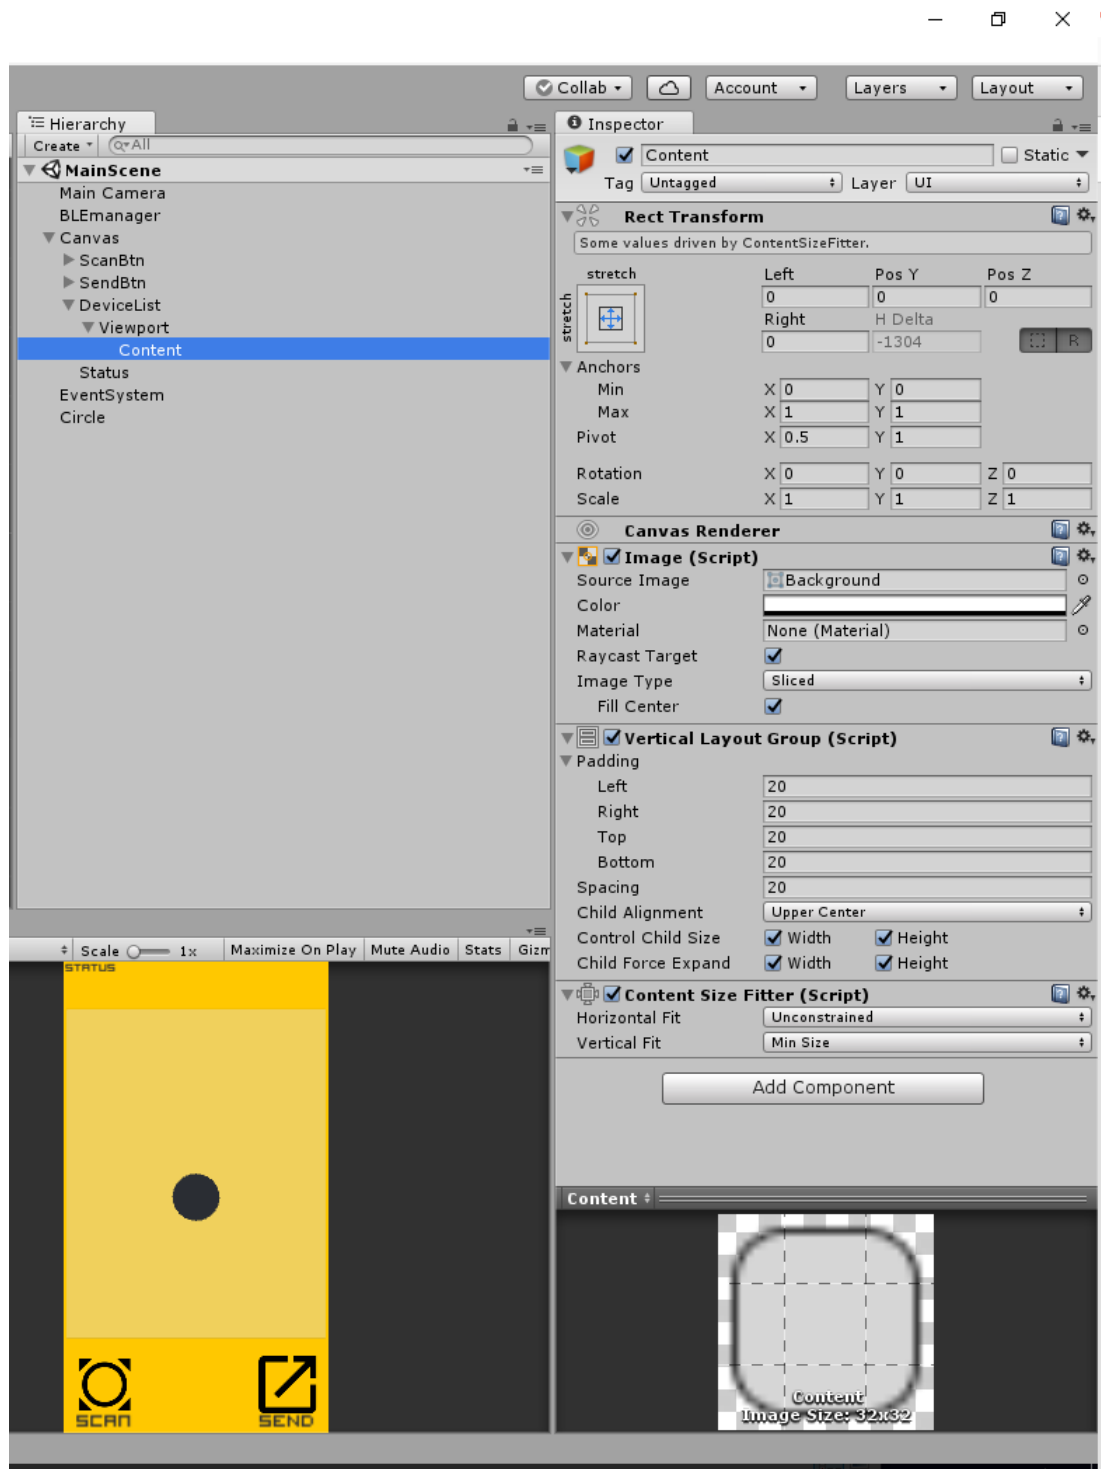 Collab
Account
Layers
Layout
Hierarchy
Create
All
MainScene
Main Camera
BLEmanager
Canvas
ScanBtn
SendBtn
DeviceList
Viewport
Content
Status
EventSystem
Circle
Scale 1x Maximize On Play Mute Audio Stats Gizm
STATUS
SCAN
SEND
Inspector
Content Static
Tag Untagged Layer UI
Rect Transform
Some values driven by ContentSizeFitter.
stretch Left Pos Y Pos Z
stretch
0 0 0
Right H Delta
0 -1304 R
Anchors
Min X 0 Y 0
Max X 1 Y 1
Pivot X 0.5 Y 1
Rotation X 0 Y 0 Z 0
Scale X 1 Y 1 Z 1
Canvas Renderer
Image (Script)
Source Image Background
Color
Material None (Material)
Raycast Target
Image Type Sliced
Fill Center
Vertical Layout Group (Script)
Padding
Left 20
Right 20
Top 20
Bottom 20
Spacing 20
Child Alignment Upper Center
Control Child Size Width Height
Child Force Expand Width Height
Content Size Fitter (Script)
Horizontal Fit Unconstrained
Vertical Fit Min Size
Add Component
Content
Content
Image Size: 32x32